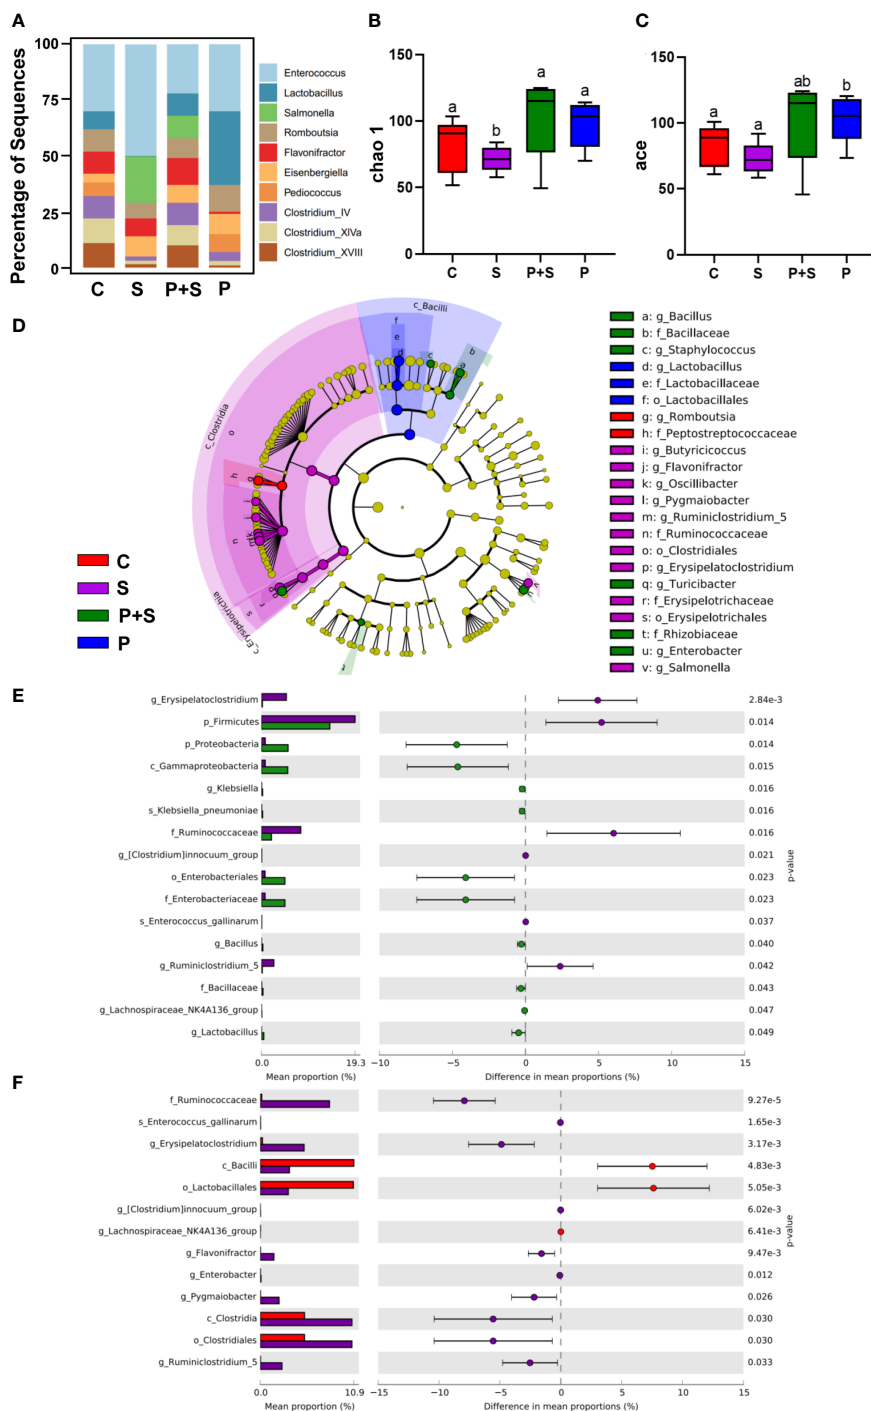 A
Percentage of Sequences
100
75
50
25
0
C S P+S P
Enterococcus
Lactobacillus
Salmonella
Romboutsia
Flavonifractor
Eisenbergiella
Pediococcus
Clostridium_IV
Clostridium_XIVa
Clostridium_XVIII
B
chao 1
150
100
50
0
a b a a
C S P+S P
C
ace
150
100
50
0
a a ab b
C S P+S P
D
c_Bacilli
f
e
d
c
b
a
c_Clostridia
o
h
g
n
r
s
c_Erysipelotrichia
C
S
P+S
P
a: g_Bacillus
b: f_Bacillaceae
c: g_Staphylococcus
d: g_Lactobacillus
e: f_Lactobacillaceae
f: o_Lactobacillales
g: g_Romboutsia
h: f_Peptostreptococcaceae
i: g_Butyricicoccus
j: g_Flavonifractor
k: g_Oscillibacter
l: g_Pygmaiobacter
m: g_Ruminiclostridium_5
n: f_Ruminococcaceae
o: o_Clostridiales
p: g_Erysipelatoclostridium
q: g_Turicibacter
r: f_Erysipelotrichaceae
s: o_Erysipelotrichales
t: f_Rhizobiaceae
u: g_Enterobacter
v: g_Salmonella
E
g_Erysipelatoclostridium 2.84e-3
p_Firmicutes 0.014
p_Proteobacteria 0.014
c_Gammaproteobacteria 0.015
g_Klebsiella 0.016
s_Klebsiella_pneumoniae 0.016
f_Ruminococcaceae 0.016
g_[Clostridium]innocuum_group 0.021
o_Enterobacteriales 0.023
f_Enterobacteriaceae 0.023
s_Enterococcus_gallinarum 0.037
g_Bacillus 0.040
g_Ruminiclostridium_5 0.042
f_Bacillaceae 0.043
g_Lachnospiraceae_NK4A136_group 0.047
g_Lactobacillus 0.049
p-value
0.0 19.3 −10 −5 0 5 10 15
Mean proportion (%) Difference in mean proportions (%)
F
f_Ruminococcaceae 9.27e-5
s_Enterococcus_gallinarum 1.65e-3
g_Erysipelatoclostridium 3.17e-3
c_Bacilli 4.83e-3
o_Lactobacillales 5.05e-3
g_[Clostridium]innocuum_group 6.02e-3
g_Lachnospiraceae_NK4A136_group 6.41e-3
g_Flavonifractor 9.47e-3
g_Enterobacter 0.012
g_Pygmaiobacter 0.026
c_Clostridia 0.030
o_Clostridiales 0.030
g_Ruminiclostridium_5 0.033
p-value
0.0 10.9 −15 −10 −5 0 5 10 15
Mean proportion (%) Difference in mean proportions (%)